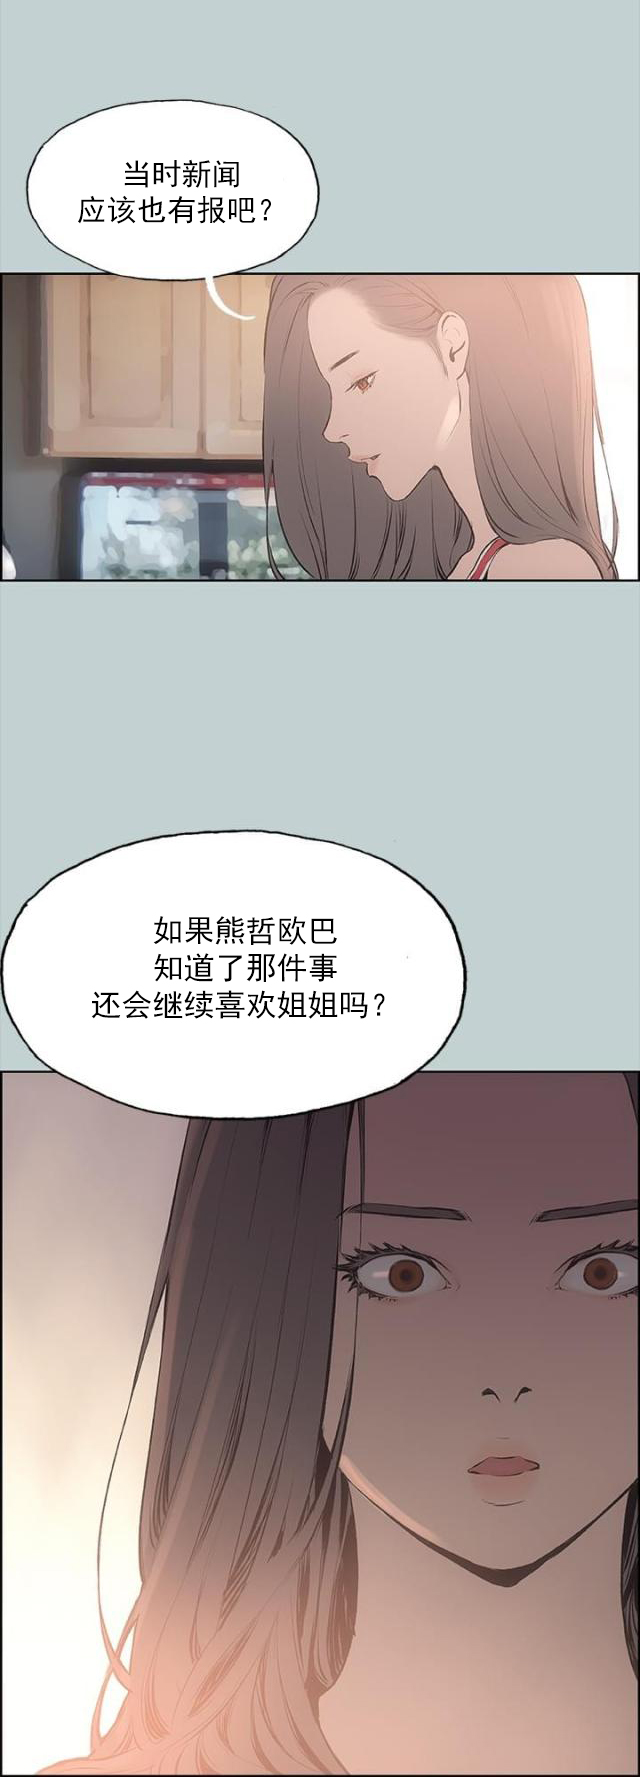 当时新闻
应该也有报吧？
如果熊哲欧巴
知道了那件事
还会继续喜欢姐姐吗？